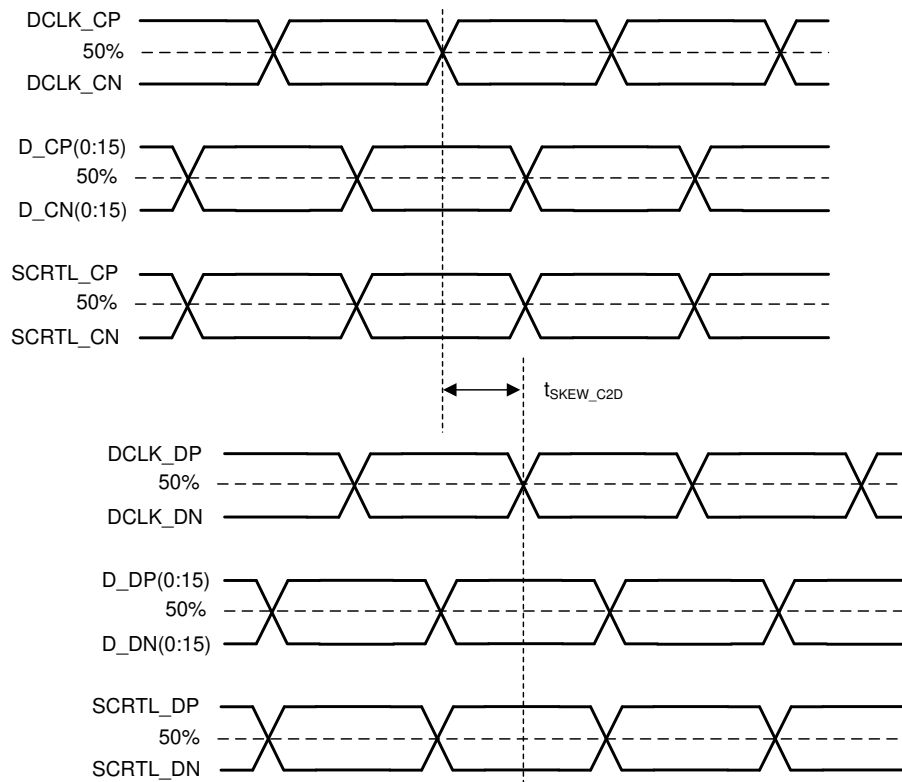 DCLK_CP
50%
DCLK_CN
D_CP(0:15)
50%
D_CN(0:15)
SCRTL_CP
50%
SCRTL_CN
tSKEW_C2D
DCLK_DP
50%
DCLK_DN
D_DP(0:15)
50%
D_DN(0:15)
SCRTL_DP
50%
SCRTL_DN